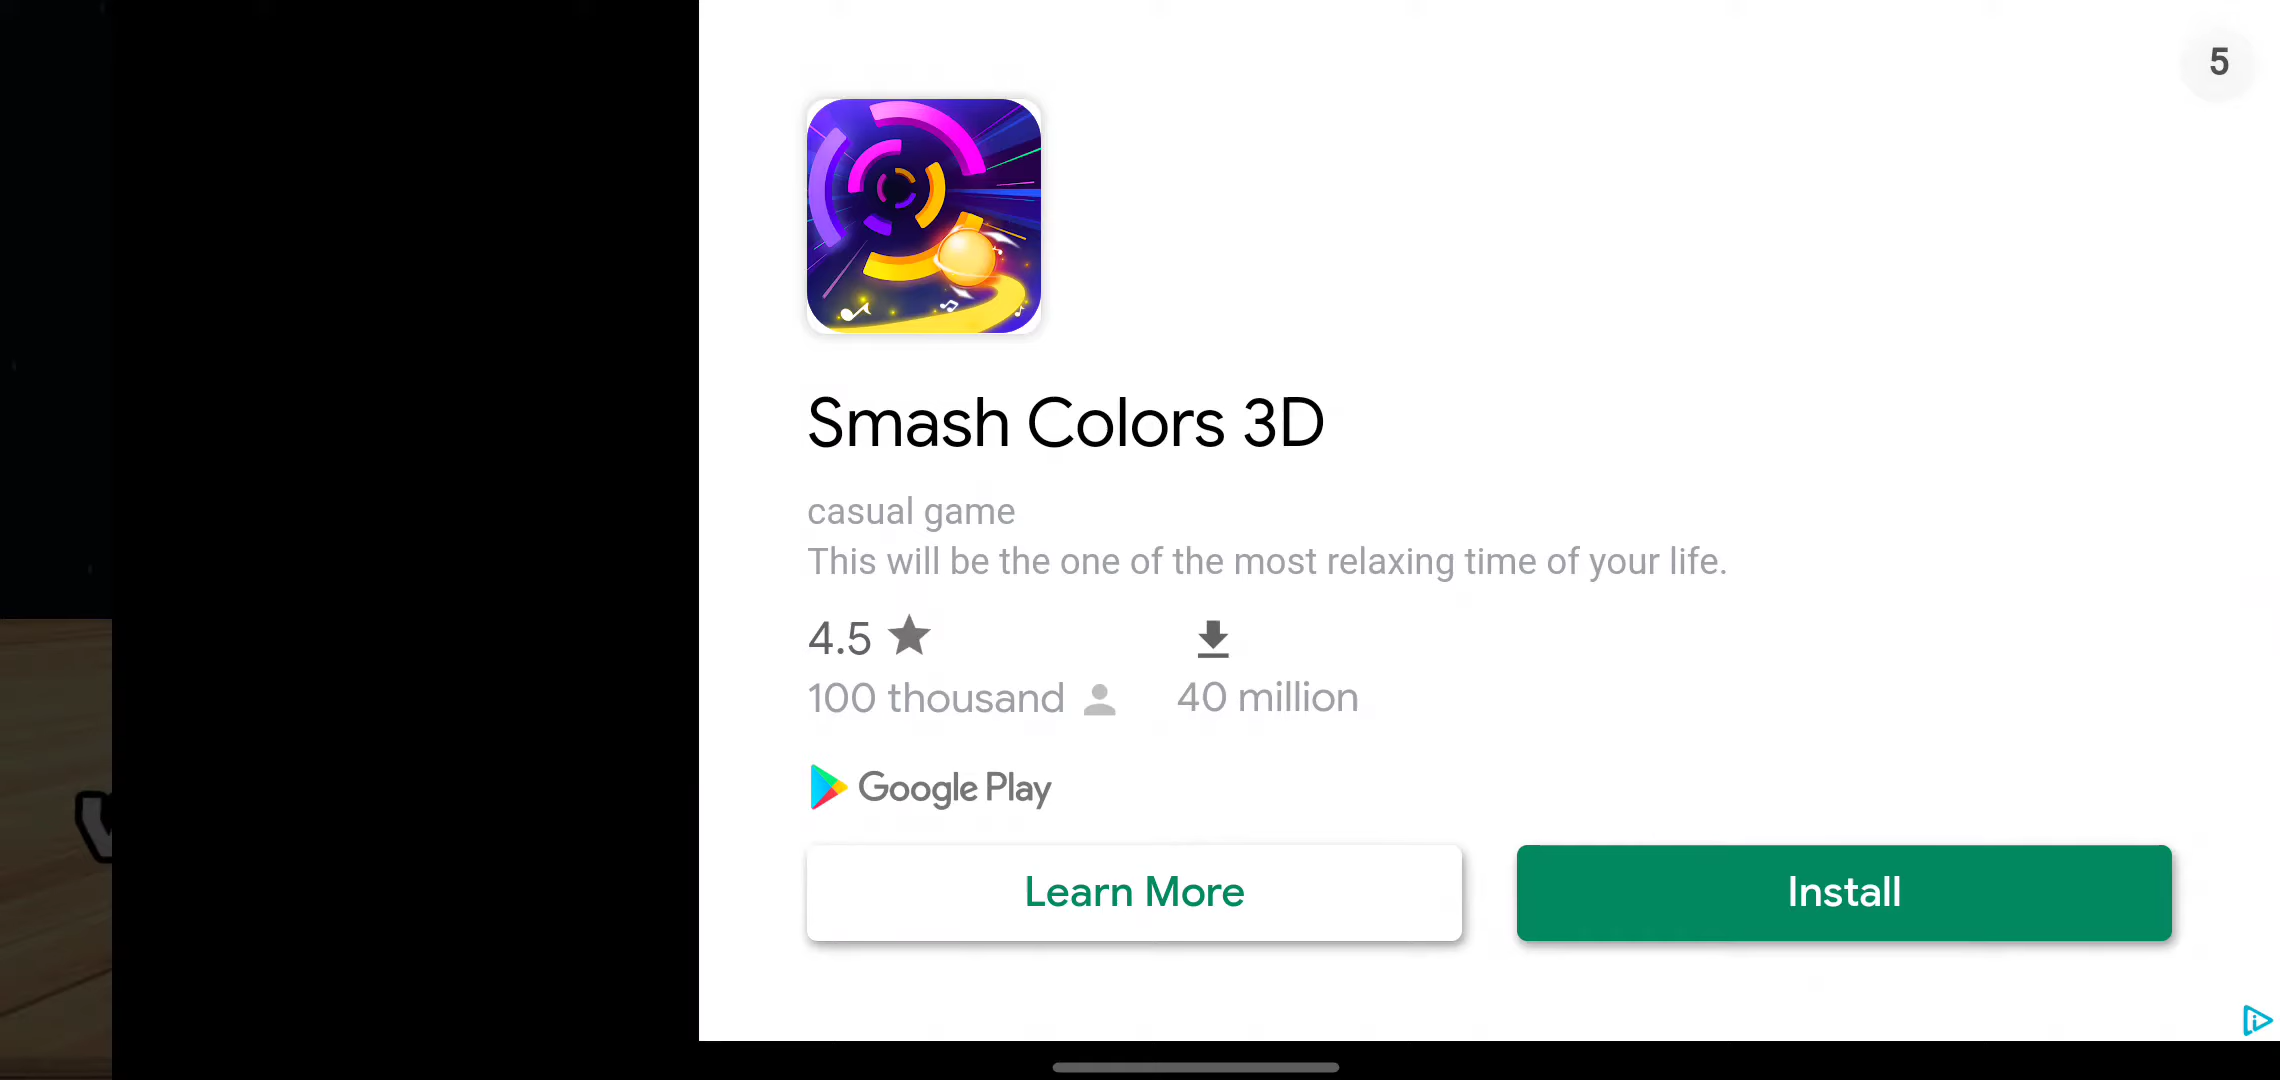 5
Smash Colors 3D
casual game
This will be the one of the most relaxing time of your life.
4.5
100 thousand
40 million
Google Play
Learn More
Install